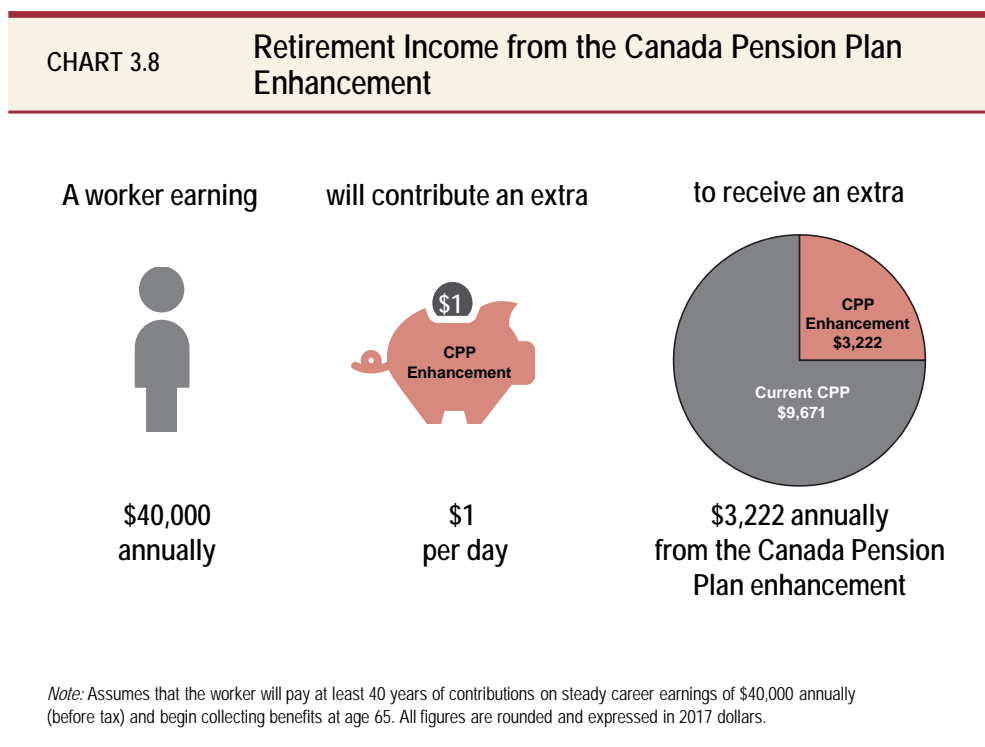 CHART 3.8
Retirement Income from the Canada Pension Plan
Enhancement
A worker earning
$40,000
annually
will contribute an extra
$1
CPP
Enhancement
$1
per day
to receive an extra
CPP
Enhancement
$3,222
Current CPP
$9,671
$3,222 annually
from the Canada Pension
Plan enhancement
Note: Assumes that the worker will pay at least 40 years of contributions on steady career earnings of $40,000 annually
(before tax) and begin collecting benefits at age 65. All figures are rounded and expressed in 2017 dollars.